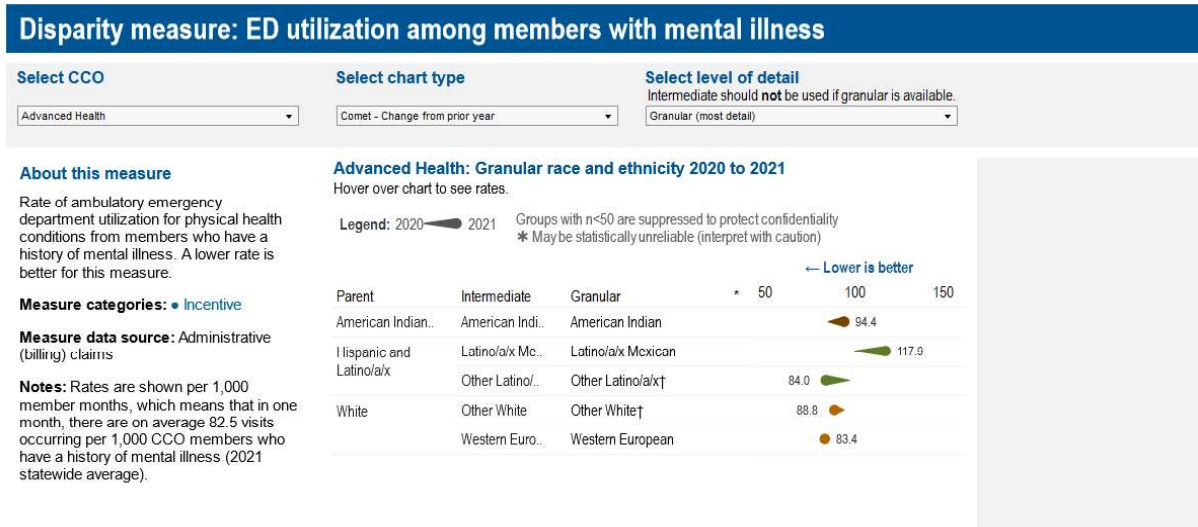 Disparity measure: ED utilization among members with mental illness
Select CCO
Advanced Health
Select chart type
Comet - Change from prior year
Select level of detail
Intermediate should not be used if granular is available.
Granular (most detail)
About this measure
Rate of ambulatory emergency
department utilization for physical health
conditions from members who have a
history of mental illness. A lower rate is
better for this measure.
Measure categories: ● Incentive
Measure data source: Administrative
(billing) claims
Notes: Rates are shown per 1,000
member months, which means that in one
month, there are on average 82.5 visits
occurring per 1,000 CCO members who
have a history of mental illness (2021
statewide average).
Advanced Health: Granular race and ethnicity 2020 to 2021
Hover over chart to see rates.
Legend: 2020 2021
Groups with n<50 are suppressed to protect confidentiality
✱ May be statistically unreliable (interpret with caution)
← Lower is better
Parent Intermediate Granular * 50 100 150
American Indian.. American Indi.. American Indian 94.4
Hispanic and
Latino/a/x
Latino/a/x Me.. Latino/a/x Mexican 117.9
Other Latino/.. Other Latino/a/x† 84.0
White Other White Other White† 88.8
Western Euro.. Western European 83.4